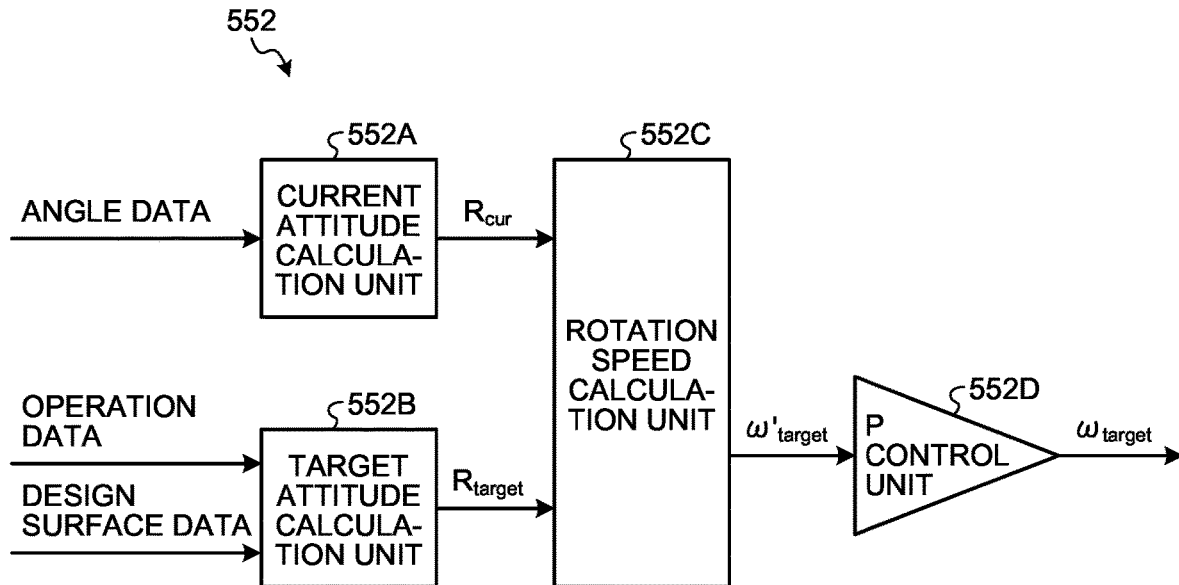 552
552A
552C
ANGLE DATA
CURRENT
ATTITUDE
CALCULA-
TION UNIT
R_cur
ROTATION
SPEED
CALCULA-
TION UNIT
OPERATION
DATA
DESIGN
SURFACE DATA
552B
TARGET
ATTITUDE
CALCULA-
TION UNIT
R_target
ω'_target
552D
P
CONTROL
UNIT
ω_target